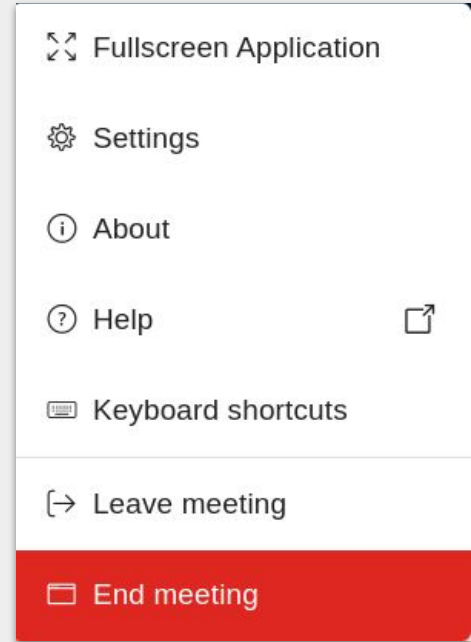 Fullscreen Application
Settings
About
Help
Keyboard shortcuts
Leave meeting
End meeting